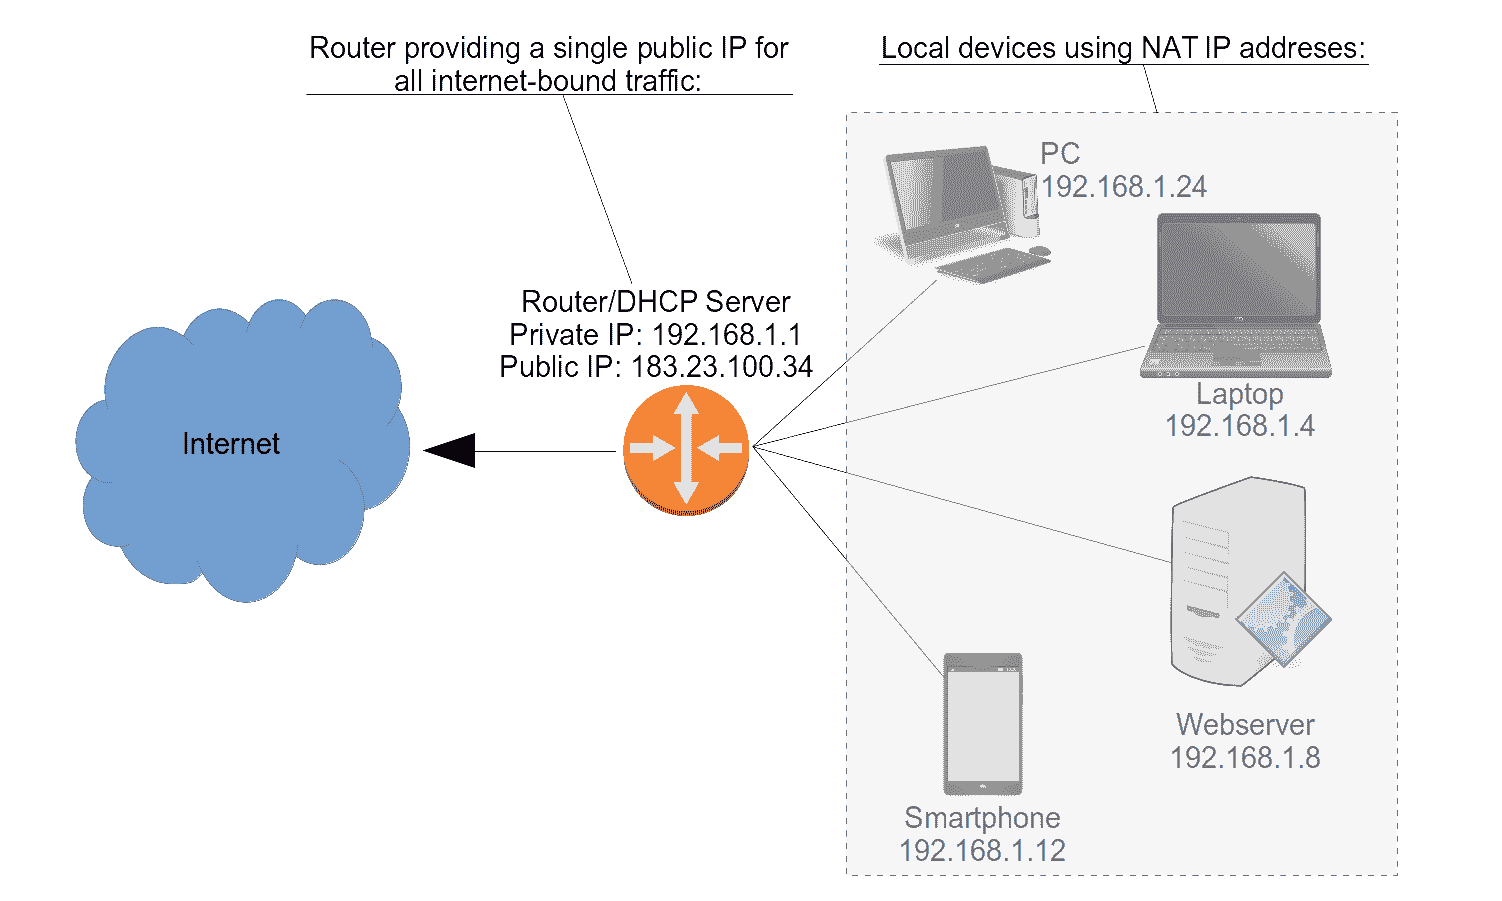 Router providing a single public IP for
all internet-bound traffic:
Local devices using NAT IP addreses:
PC
192.168.1.24
Router/DHCP Server
Private IP: 192.168.1.1
Public IP: 183.23.100.34
Laptop
192.168.1.4
Internet
Webserver
192.168.1.8
Smartphone
192.168.1.12